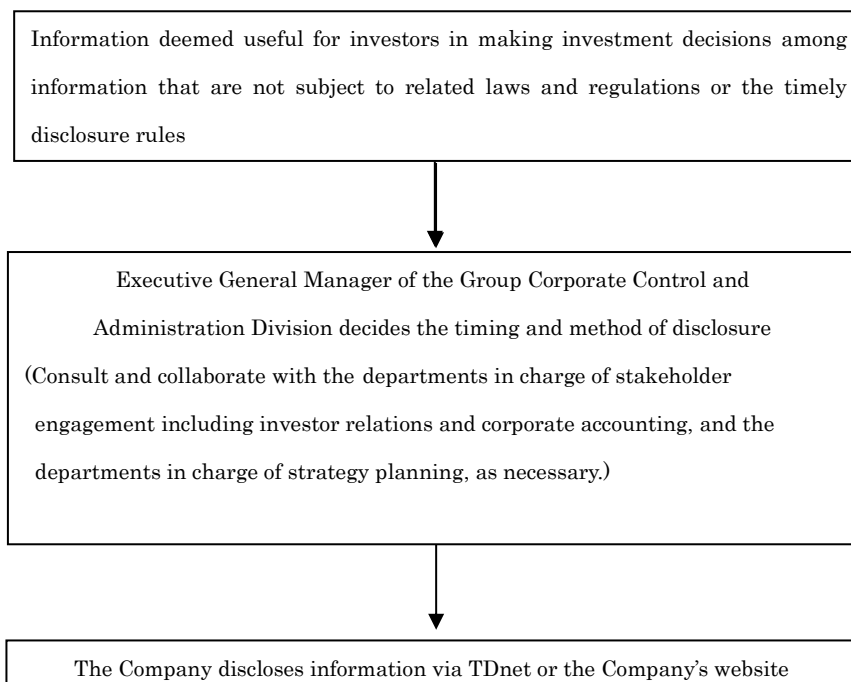 Information deemed useful for investors in making investment decisions among
information that are not subject to related laws and regulations or the timely
disclosure rules
Executive General Manager of the Group Corporate Control and
Administration Division decides the timing and method of disclosure
(Consult and collaborate with the departments in charge of stakeholder
engagement including investor relations and corporate accounting, and the
departments in charge of strategy planning, as necessary.)
The Company discloses information via TDnet or the Company’s website